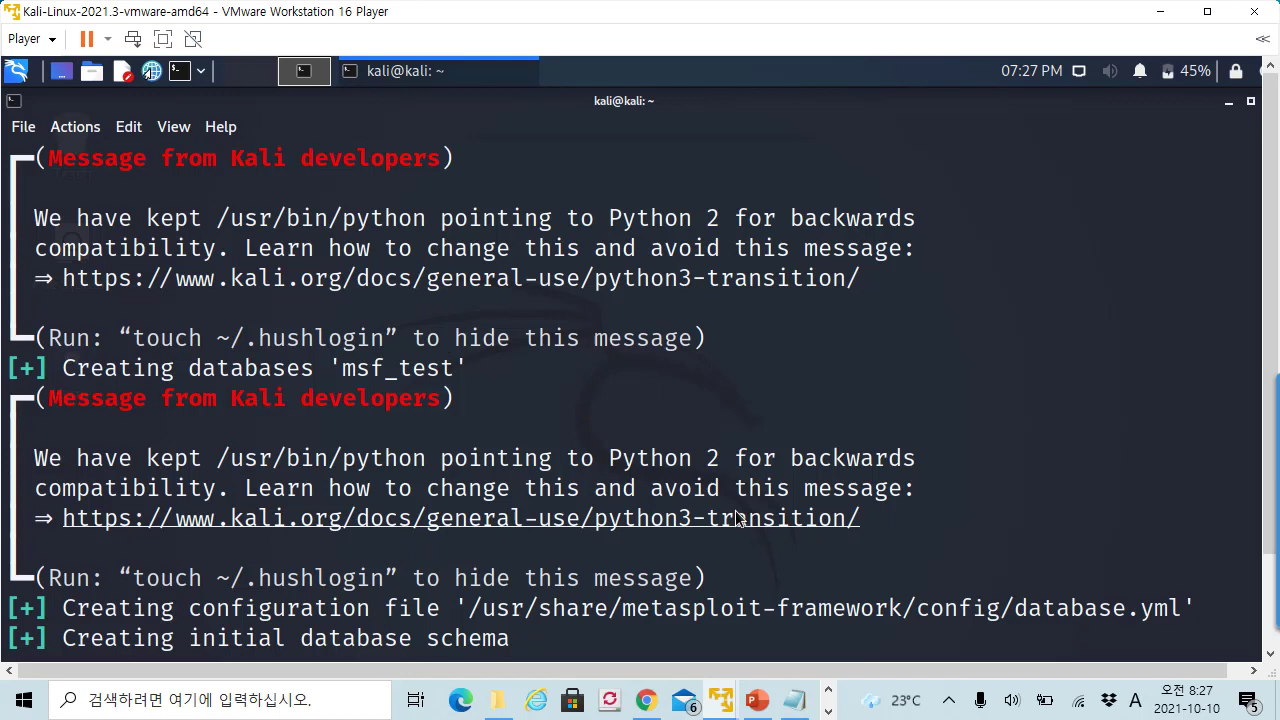 Kali-Linux-2021.3-vmware-amd64 - VMware Workstation 16 Player
Player
kali@kali: ~
07:27 PM
45%
kali@kali: ~
File Actions Edit View Help
(Message from Kali developers)
We have kept /usr/bin/python pointing to Python 2 for backwards
compatibility. Learn how to change this and avoid this message:
⇒ https://www.kali.org/docs/general-use/python3-transition/
(Run: “touch ~/.hushlogin” to hide this message)
[+] Creating databases 'msf_test'
(Message from Kali developers)
We have kept /usr/bin/python pointing to Python 2 for backwards
compatibility. Learn how to change this and avoid this message:
⇒ https://www.kali.org/docs/general-use/python3-transition/
(Run: “touch ~/.hushlogin” to hide this message)
[+] Creating configuration file '/usr/share/metasploit-framework/config/database.yml'
[+] Creating initial database schema
검색하려면 여기에 입력하십시오.
6
23°C
A
오전 8:27
2021-10-10
5